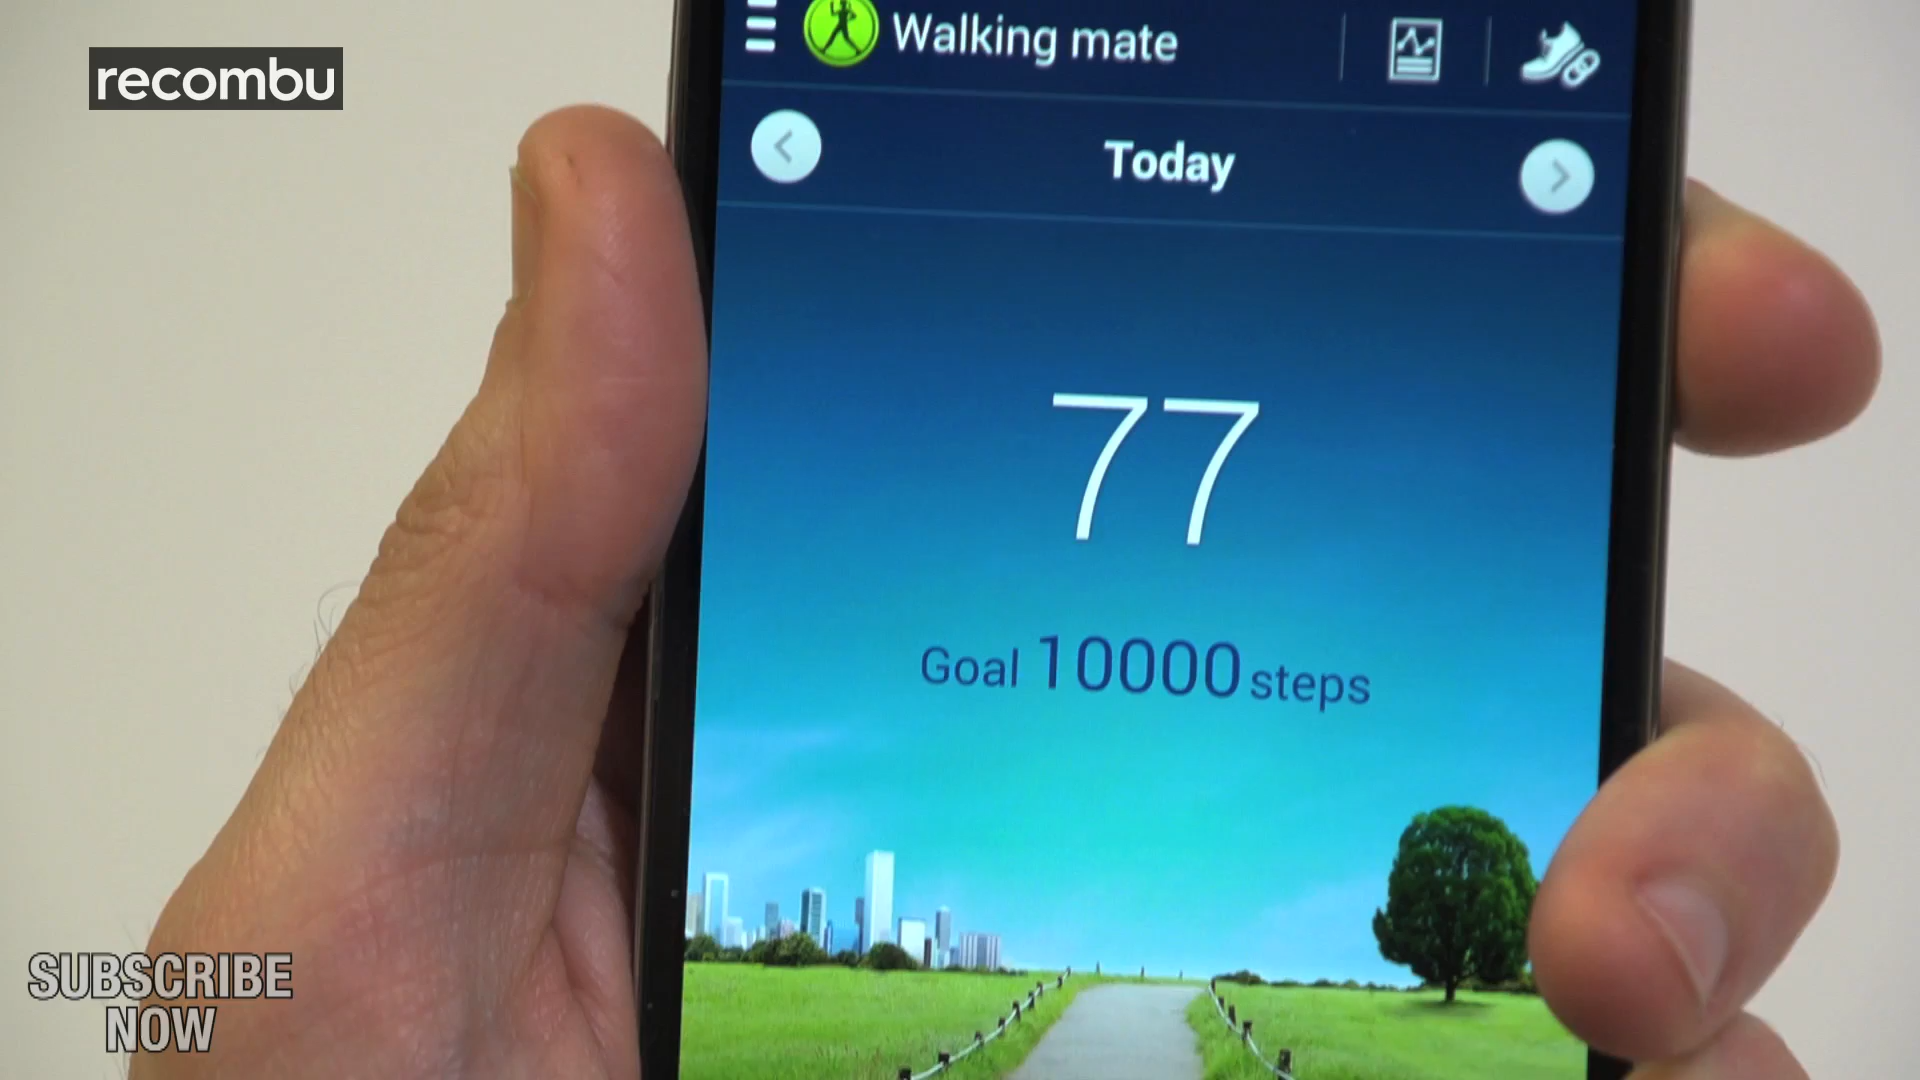 recombu
Walking mate
Today
77
Goal 10000 steps
SUBSCRIBE
NOW